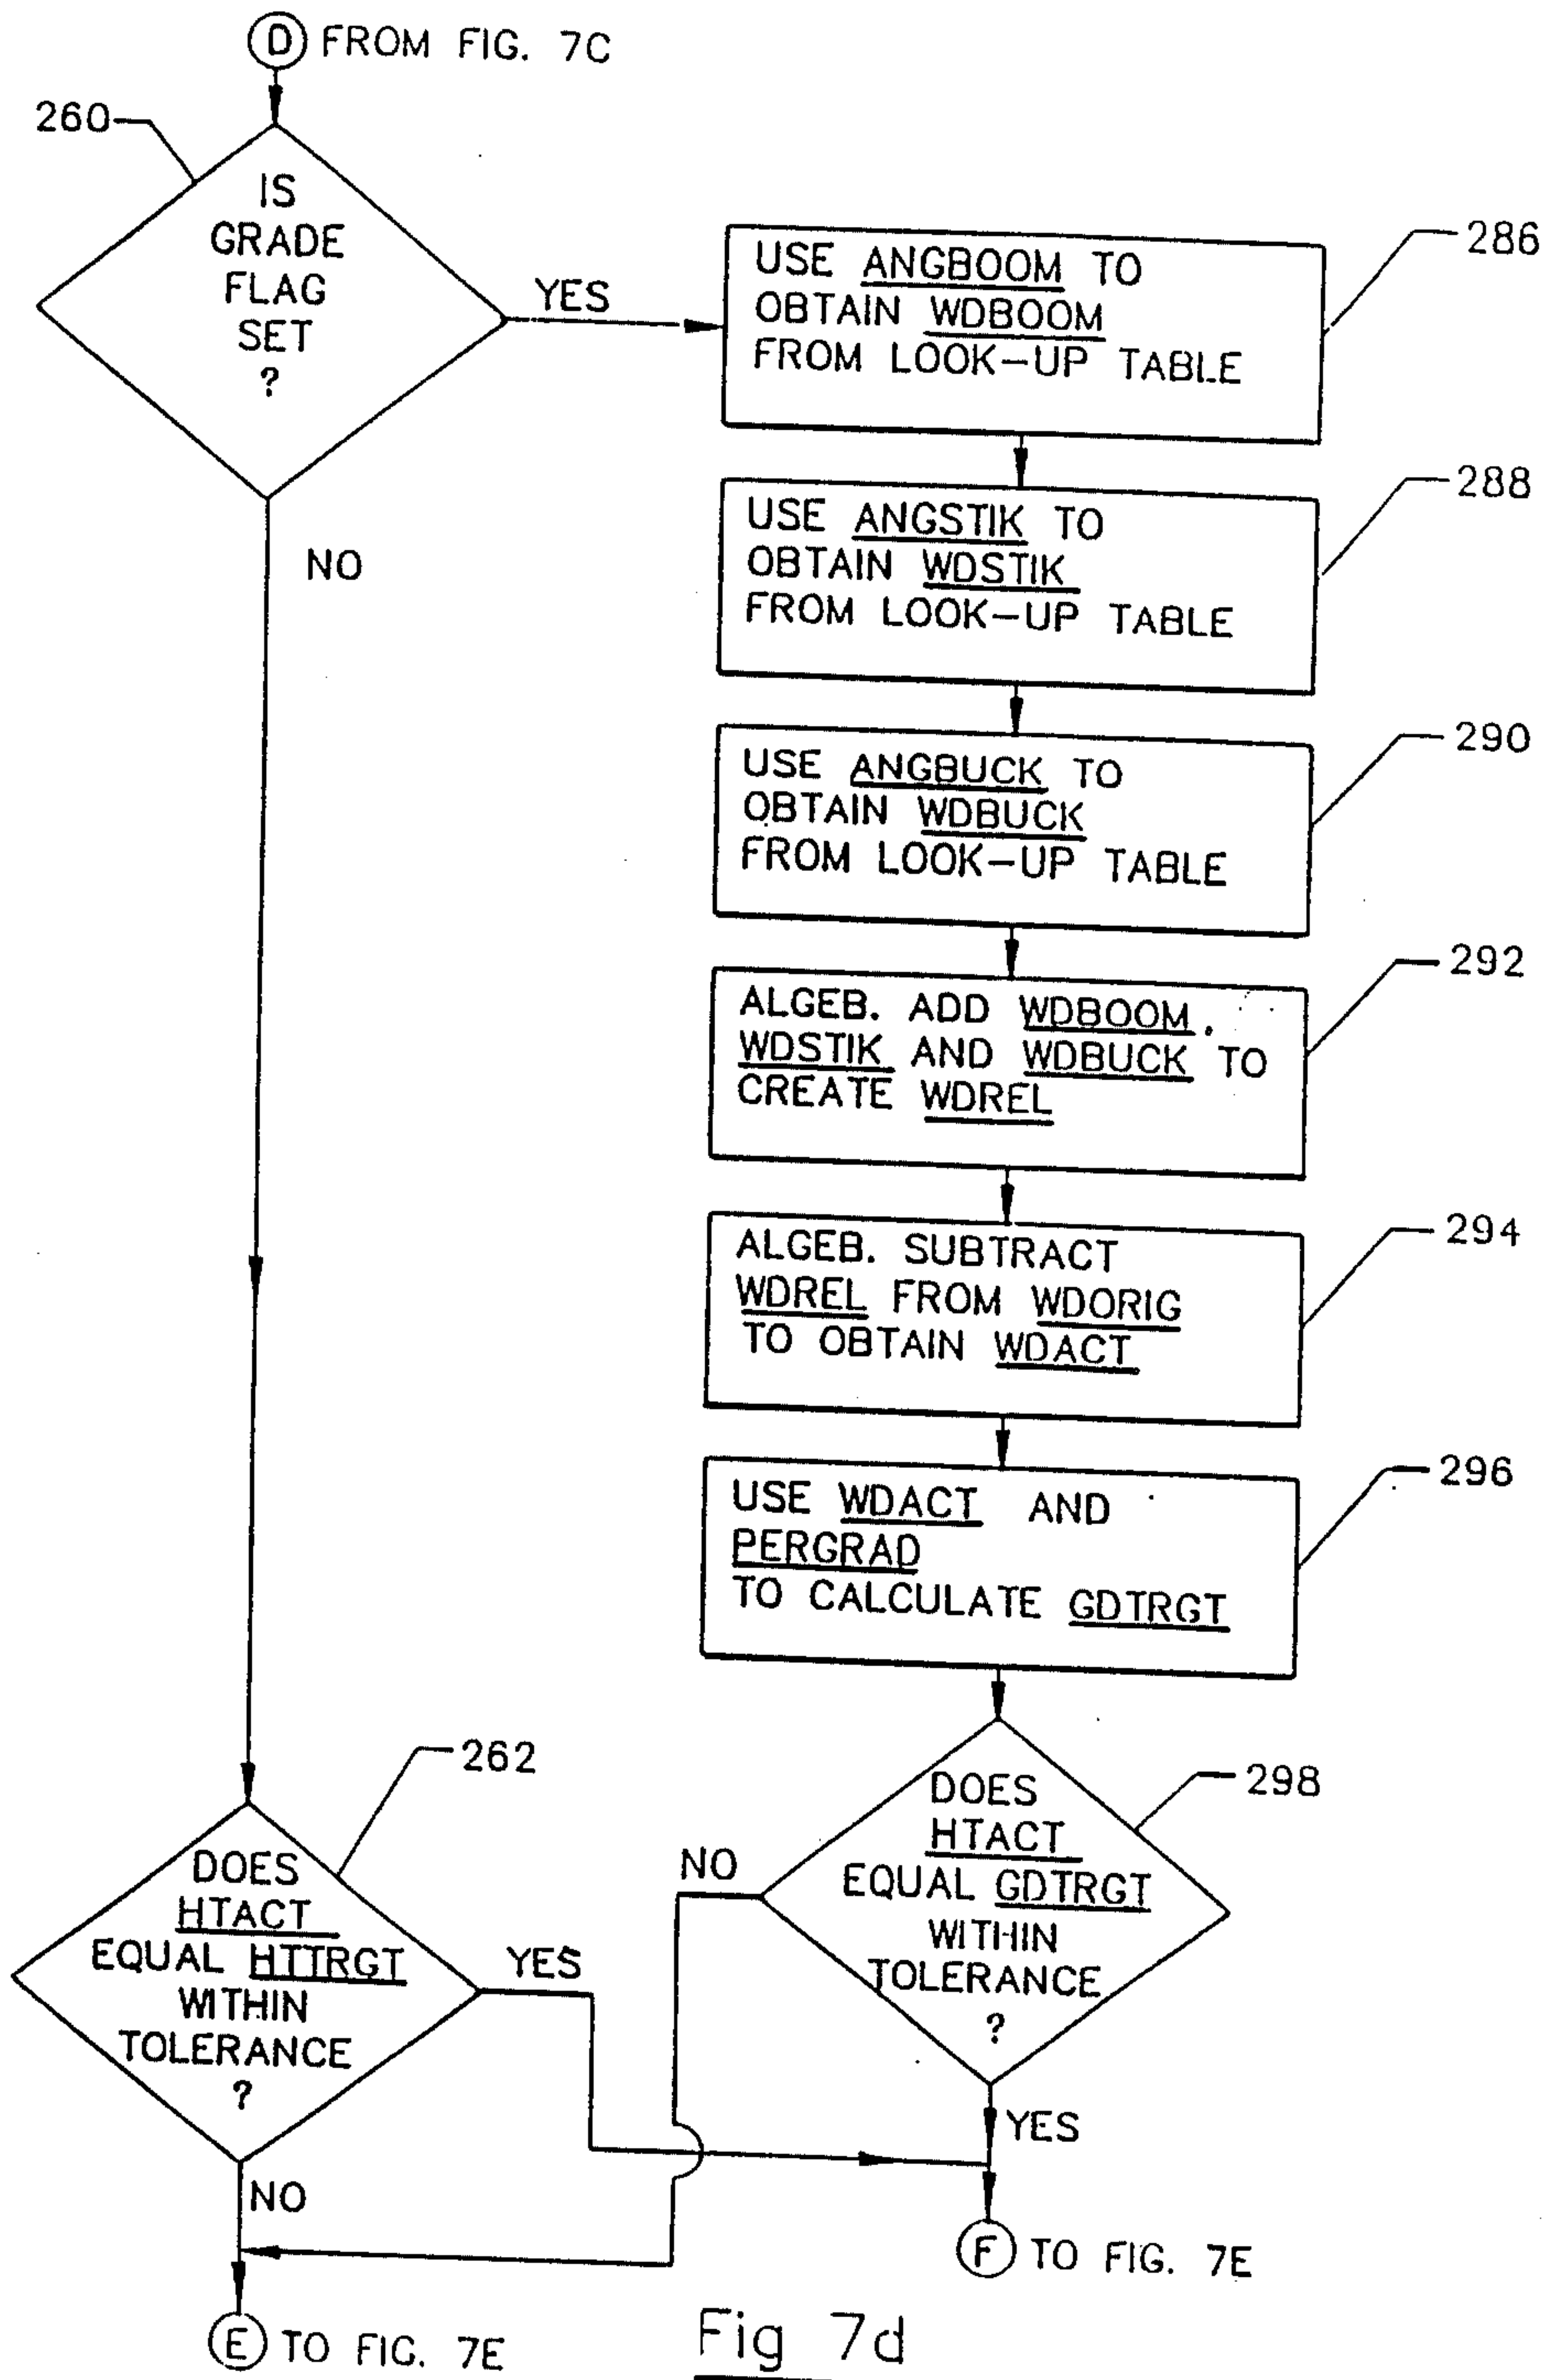 D FROM FIG. 7C
260
IS
GRADE
FLAG
SET
?
YES
NO
USE ANGBOOM TO
OBTAIN WDBOOM
FROM LOOK-UP TABLE
286
USE ANGSTIK TO
OBTAIN WDSTIK
FROM LOOK-UP TABLE
288
USE ANGBUCK TO
OBTAIN WDBUCK
FROM LOOK-UP TABLE
290
ALGEB. ADD WDBOOM,
WDSTIK AND WDBUCK TO
CREATE WDREL
292
ALGEB. SUBTRACT
WDREL FROM WDORIG
TO OBTAIN WDACT
294
USE WDACT AND
PERGRAD
TO CALCULATE GDTRGT
296
262
DOES
HTACT
EQUAL HTTRGT
WITHIN
TOLERANCE
?
YES
NO
298
DOES
HTACT
EQUAL GDTRGT
WITHIN
TOLERANCE
?
NO
YES
F TO FIG. 7E
E TO FIG. 7E
Fig 7d